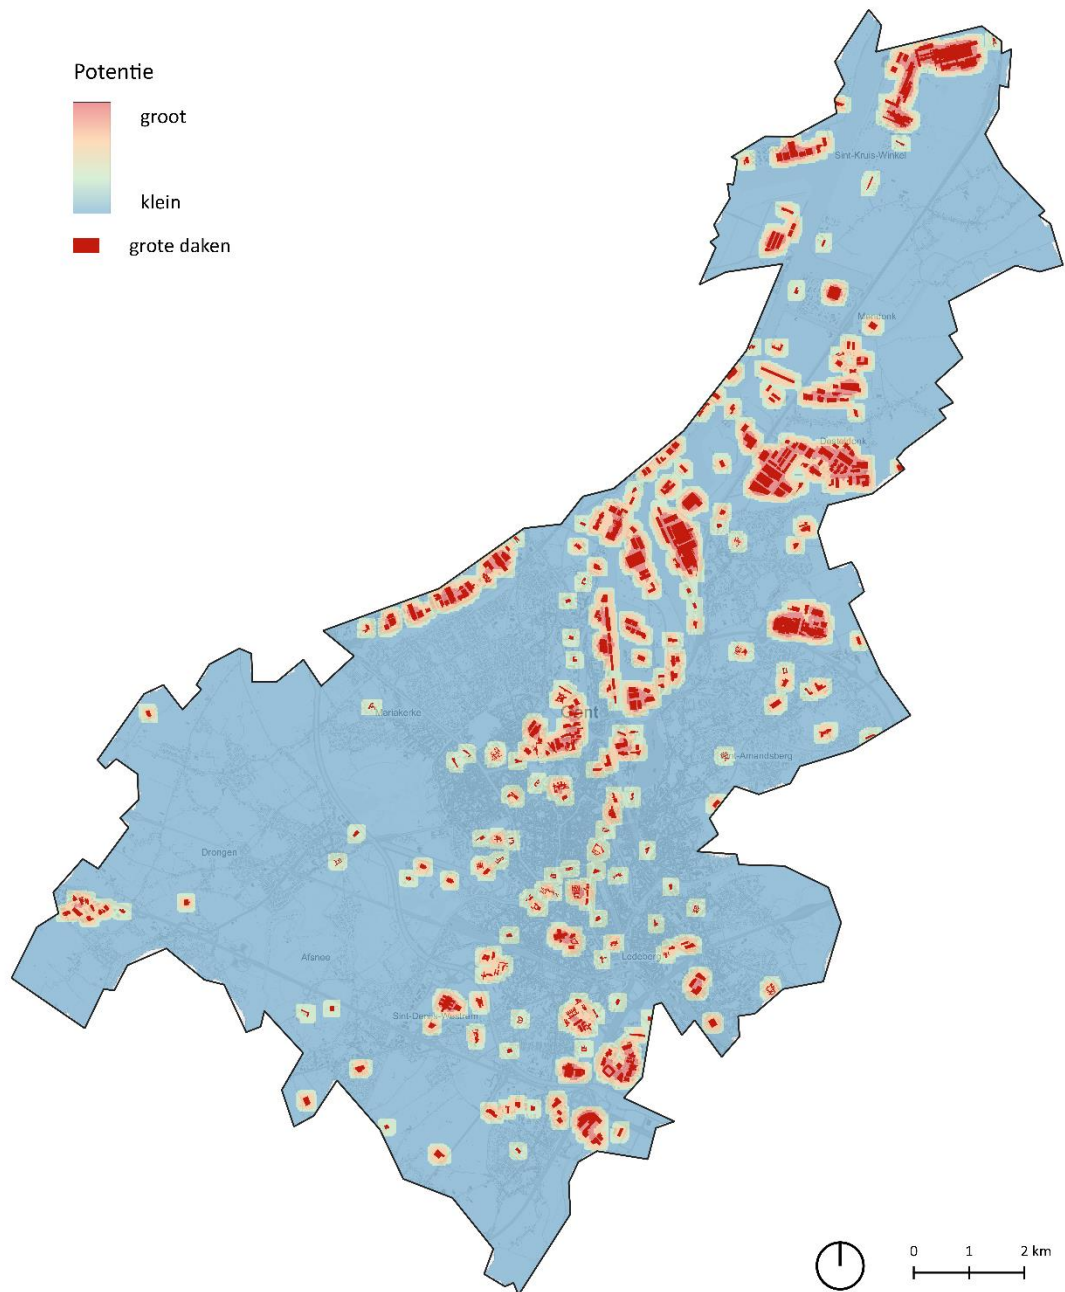 Potentie
groot
klein
grote daken
Sint-Kruis-Winkel
Mendonk
Desteldonk
Gent
Mariakerke
Sint-Amandsberg
Drongen
Afsnee
Ledeberg
Sint-Denijs-Westrem
0 1 2 km